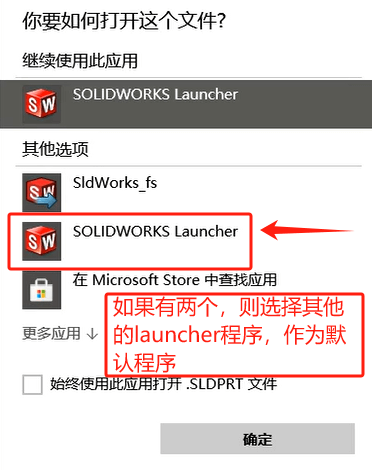 你要如何打开这个文件?
继续使用此应用
SOLIDWORKS Launcher
其他选项
SldWorks_fs
SOLIDWORKS Launcher
在 Microsoft Store 中查找应用
如果有两个，则选择其他
的launcher程序，作为默
认程序
更多应用 ↓
始终使用此应用打开 .SLDPRT 文件
确定